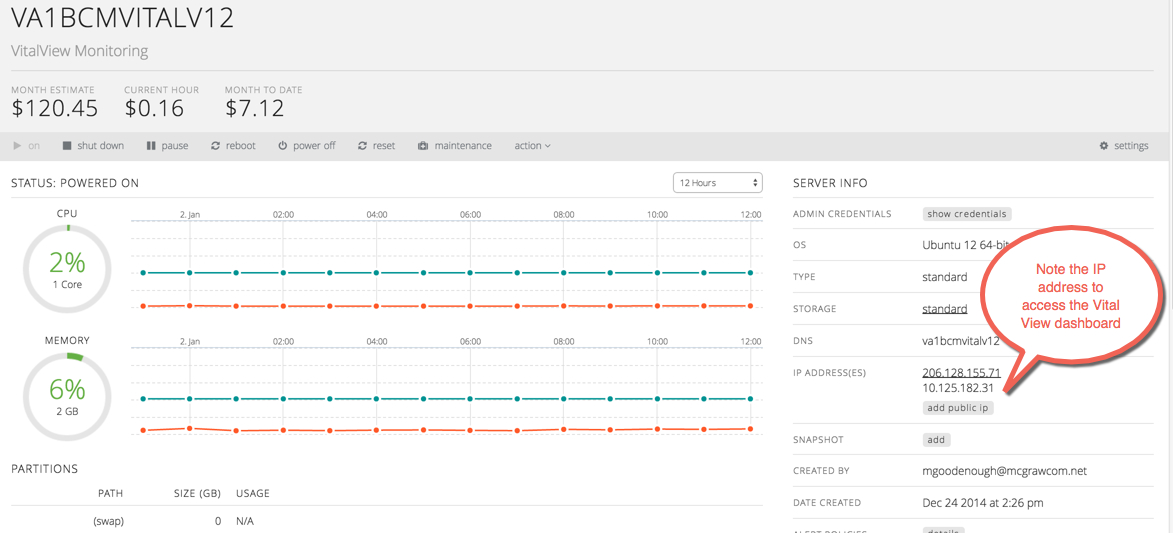 VA1BCMVITALV12
VitalView Monitoring
MONTH ESTIMATE CURRENT HOUR MONTH TO DATE
$120.45 $0.16 $7.12
on shut down pause reboot power off reset maintenance action settings
STATUS: POWERED ON
12 Hours
CPU
2. Jan 02:00 04:00 06:00 08:00 10:00 12:00
2%
1 Core
MEMORY
2. Jan 02:00 04:00 06:00 08:00 10:00 12:00
6%
2 GB
PARTITIONS
PATH SIZE (GB) USAGE
(swap) 0 N/A
SERVER INFO
ADMIN CREDENTIALS show credentials
OS Ubuntu 12 64-bit
TYPE standard
STORAGE standard
DNS va1bcmvitalv12
IP ADDRESS(ES) 206.128.155.71
10.125.182.31
add public ip
SNAPSHOT add
CREATED BY mgoodenough@mcgrawcom.net
DATE CREATED Dec 24 2014 at 2:26 pm
ALERT POLICIES details
Note the IP
address to
access the Vital
View dashboard